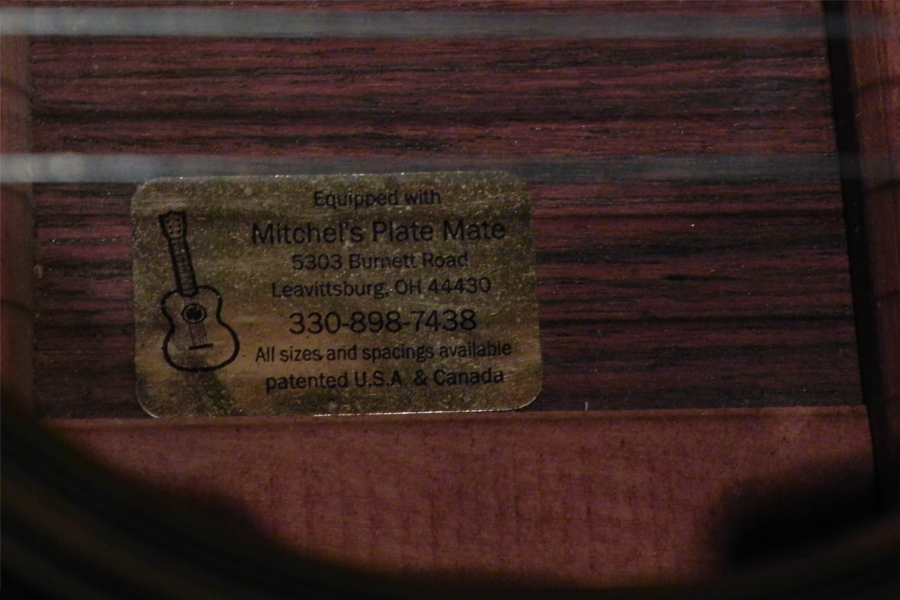 Equipped with
Mitchel's Plate Mate
5303 Burnett Road
Leavittsburg, OH 44430
330-898-7438
All sizes and spacings available
patented U.S.A. & Canada